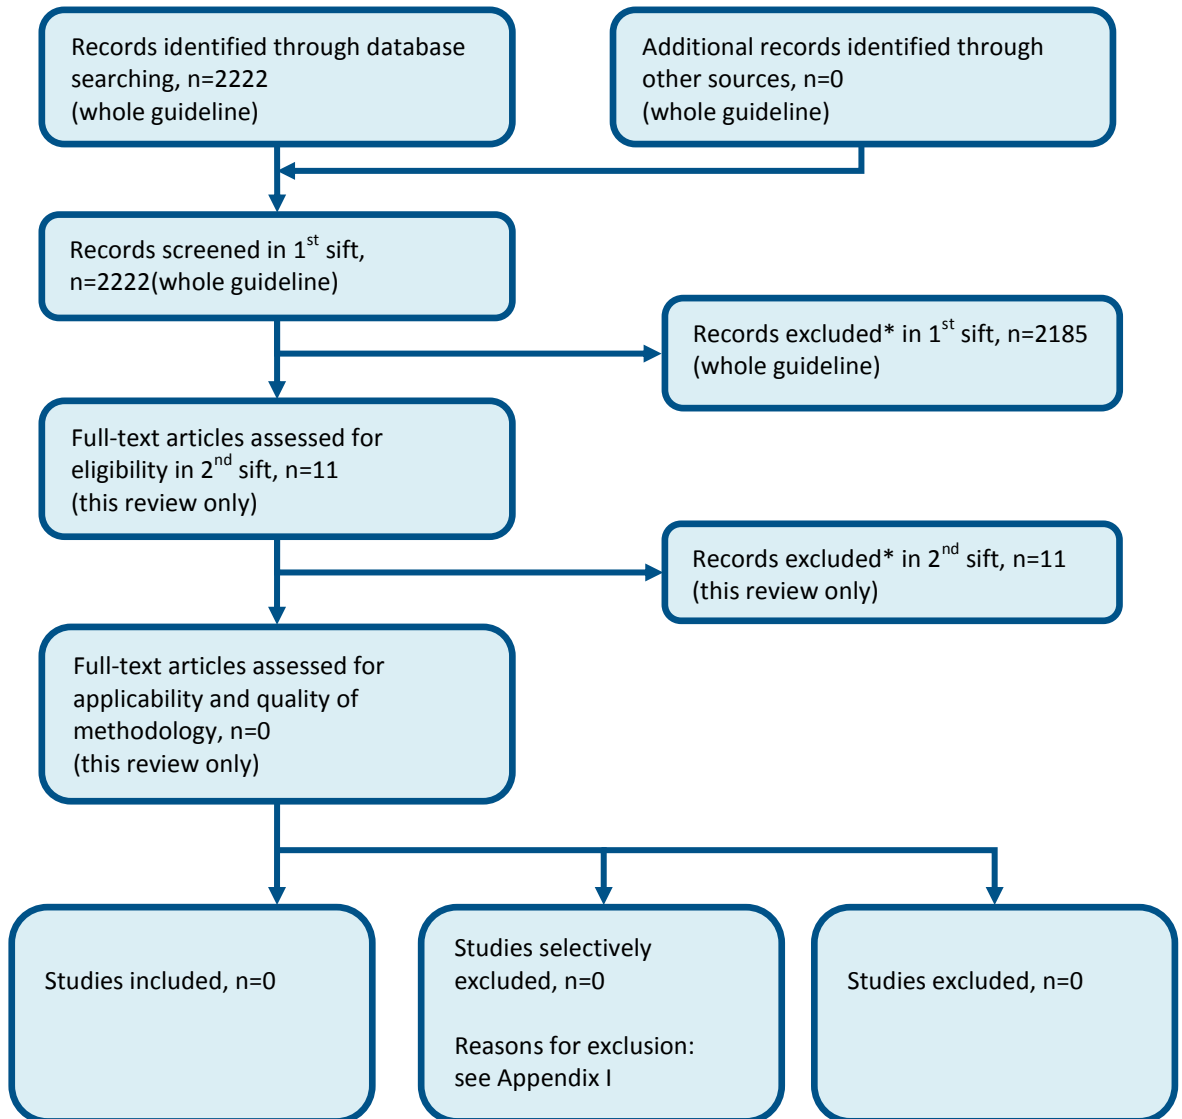 Records identified through database
searching, n=2222
(whole guideline)
Additional records identified through
other sources, n=0
(whole guideline)
Records screened in 1st sift,
n=2222(whole guideline)
Records excluded* in 1st sift, n=2185
(whole guideline)
Full-text articles assessed for
eligibility in 2nd sift, n=11
(this review only)
Records excluded* in 2nd sift, n=11
(this review only)
Full-text articles assessed for
applicability and quality of
methodology, n=0
(this review only)
Studies included, n=0
Studies selectively
excluded, n=0
Reasons for exclusion:
see Appendix I
Studies excluded, n=0